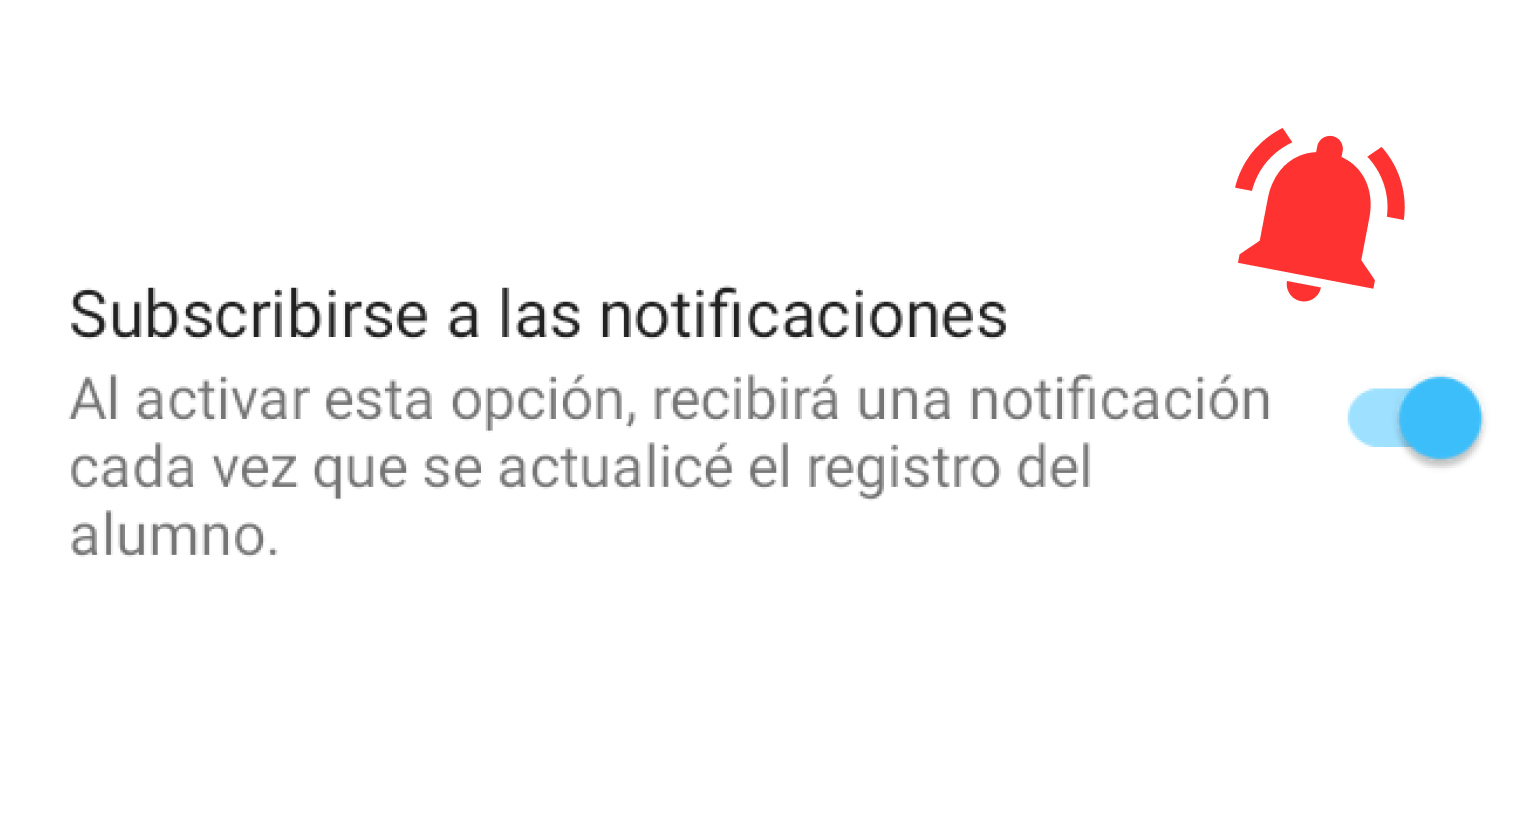 Subscribirse a las notificaciones
Al activar esta opción, recibirá una notificación
cada vez que se actualicé el registro del
alumno.